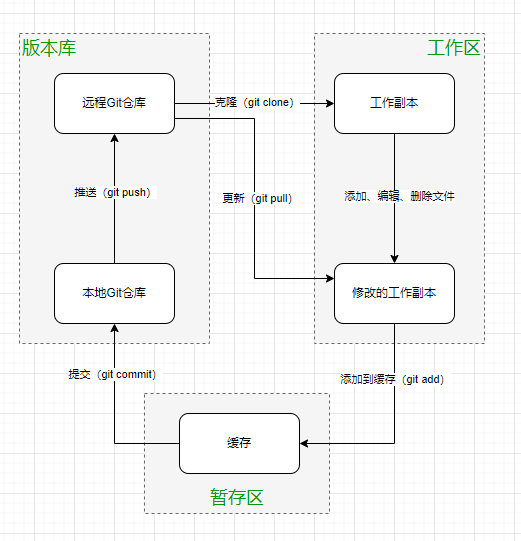 版本库
工作区
远程Git仓库
克隆（git clone）
工作副本
推送（git push）
更新（git pull）
添加、编辑、删除文件
本地Git仓库
修改的工作副本
提交（git commit）
添加到缓存（git add）
缓存
暂存区